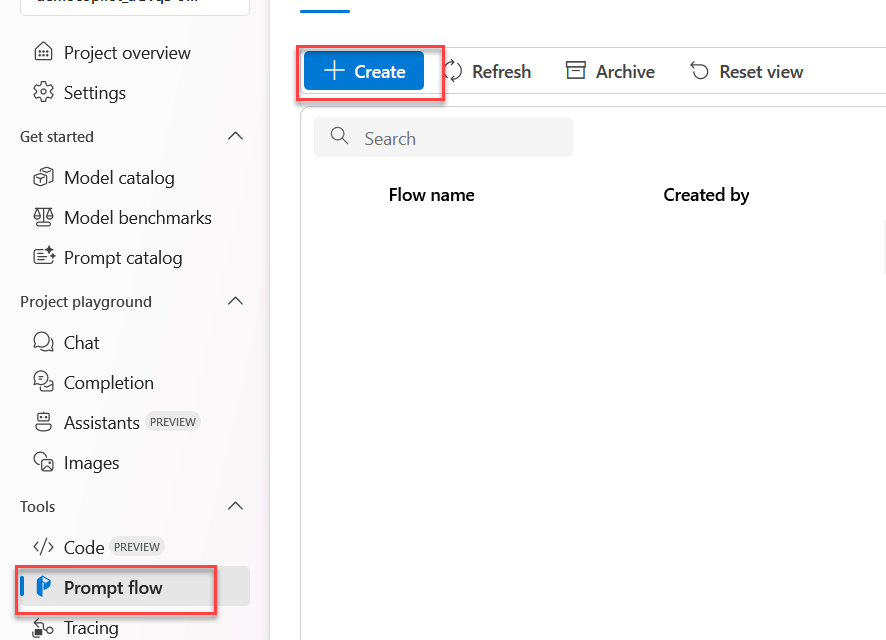 Project overview
Settings
Get started
Model catalog
Model benchmarks
Prompt catalog
Project playground
Chat
Completion
Assistants PREVIEW
Images
Tools
Code PREVIEW
Prompt flow
Tracing
Create Refresh Archive Reset view
Search
Flow name Created by